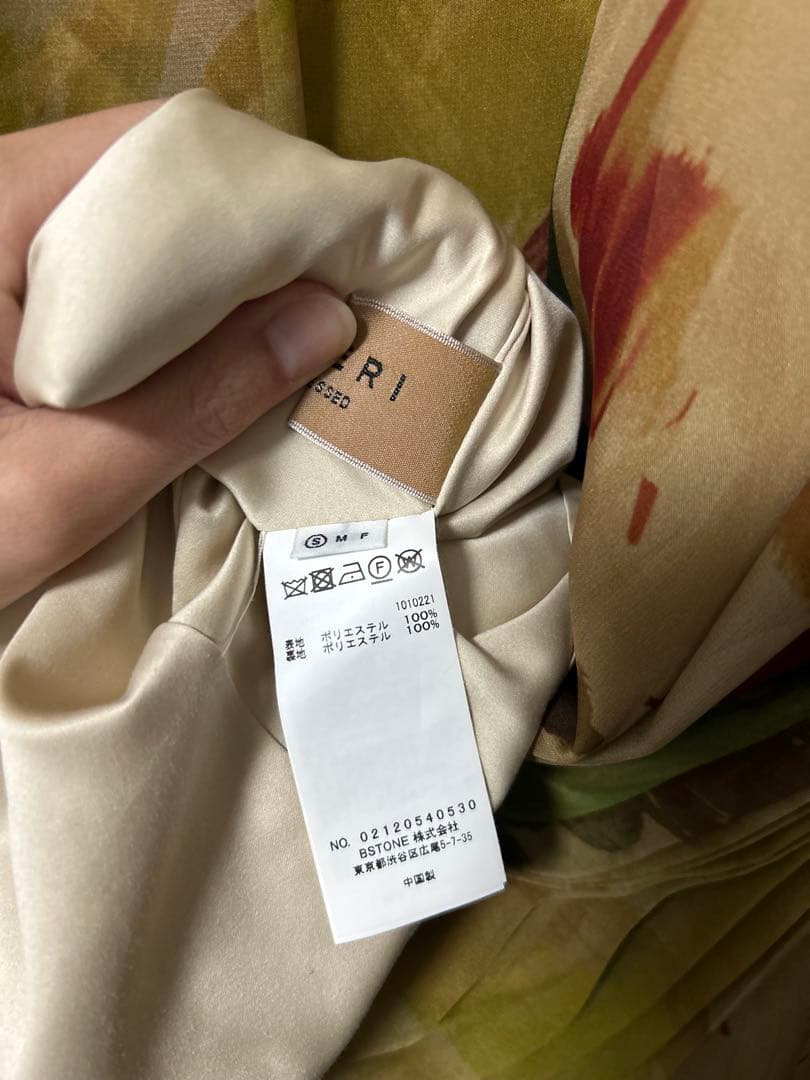 ERI
SSED
S M F
F W
1010221
表地 ポリエステル 100%
裏地 ポリエステル 100%
NO. 02120540530
BSTONE 株式会社
東京都渋谷区広尾5-7-35
中国製